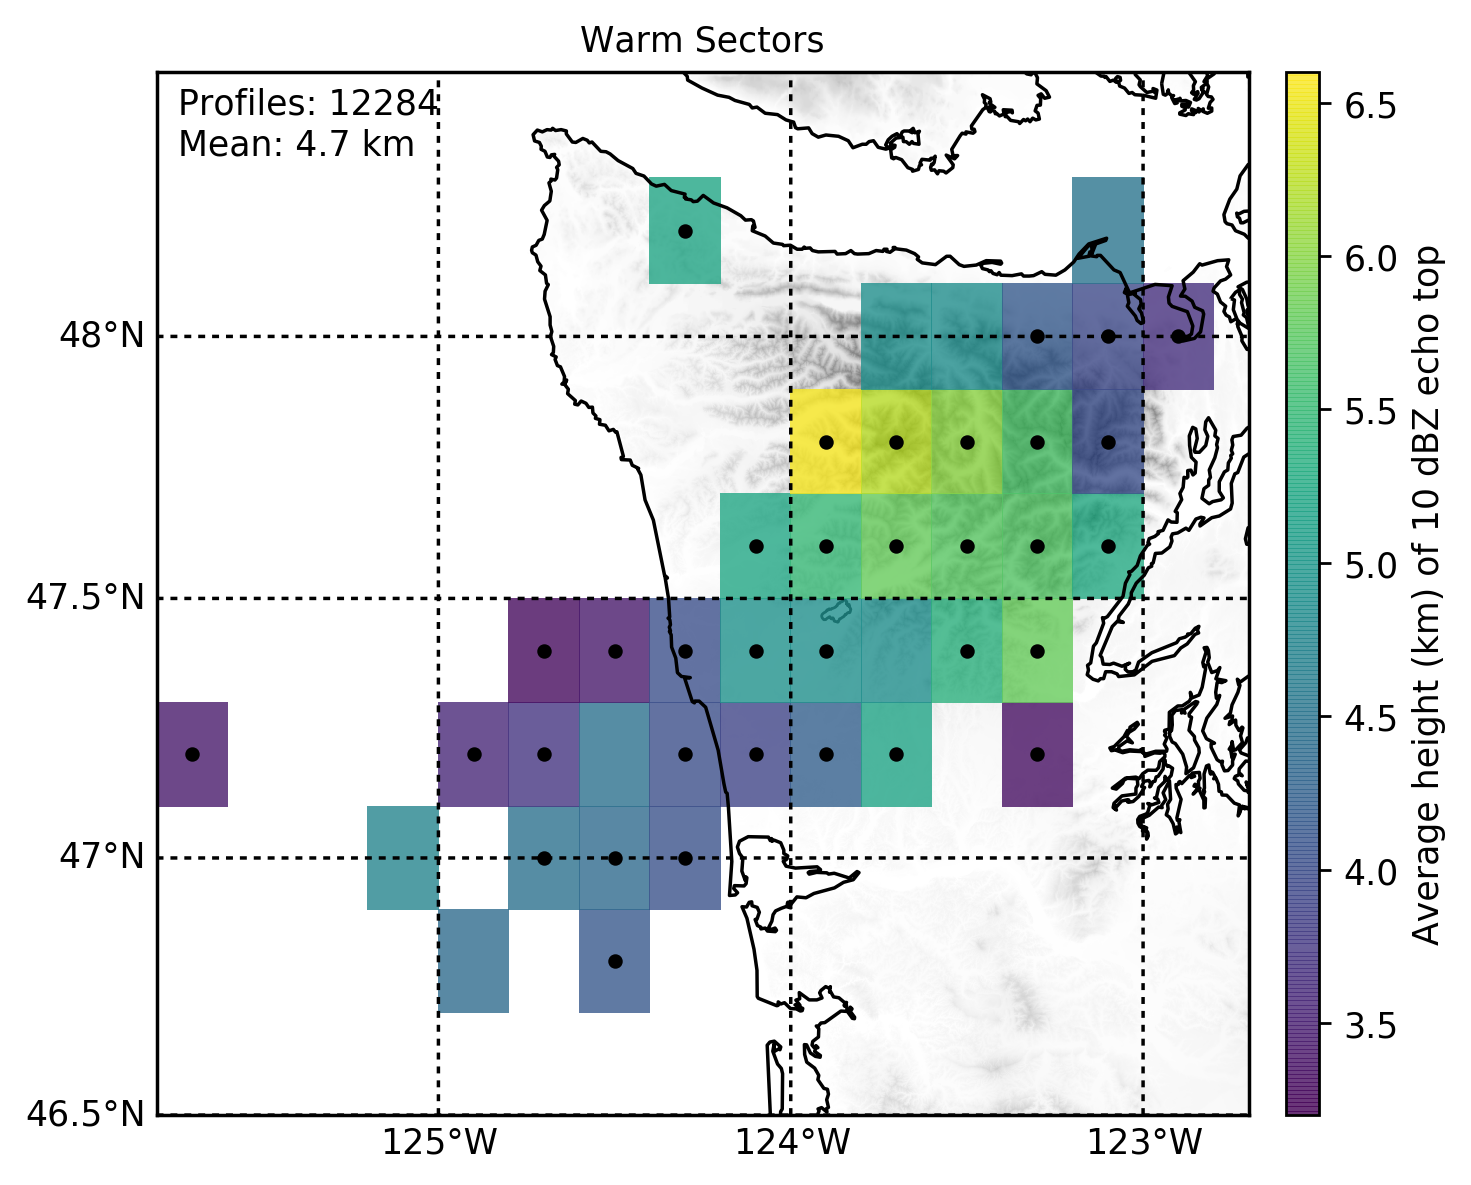 Warm Sectors
Profiles: 12284
Mean: 4.7 km
48°N
47.5°N
47°N
46.5°N
125°W
124°W
123°W
6.5
6.0
5.5
5.0
4.5
4.0
3.5
Average height (km) of 10 dBZ echo top